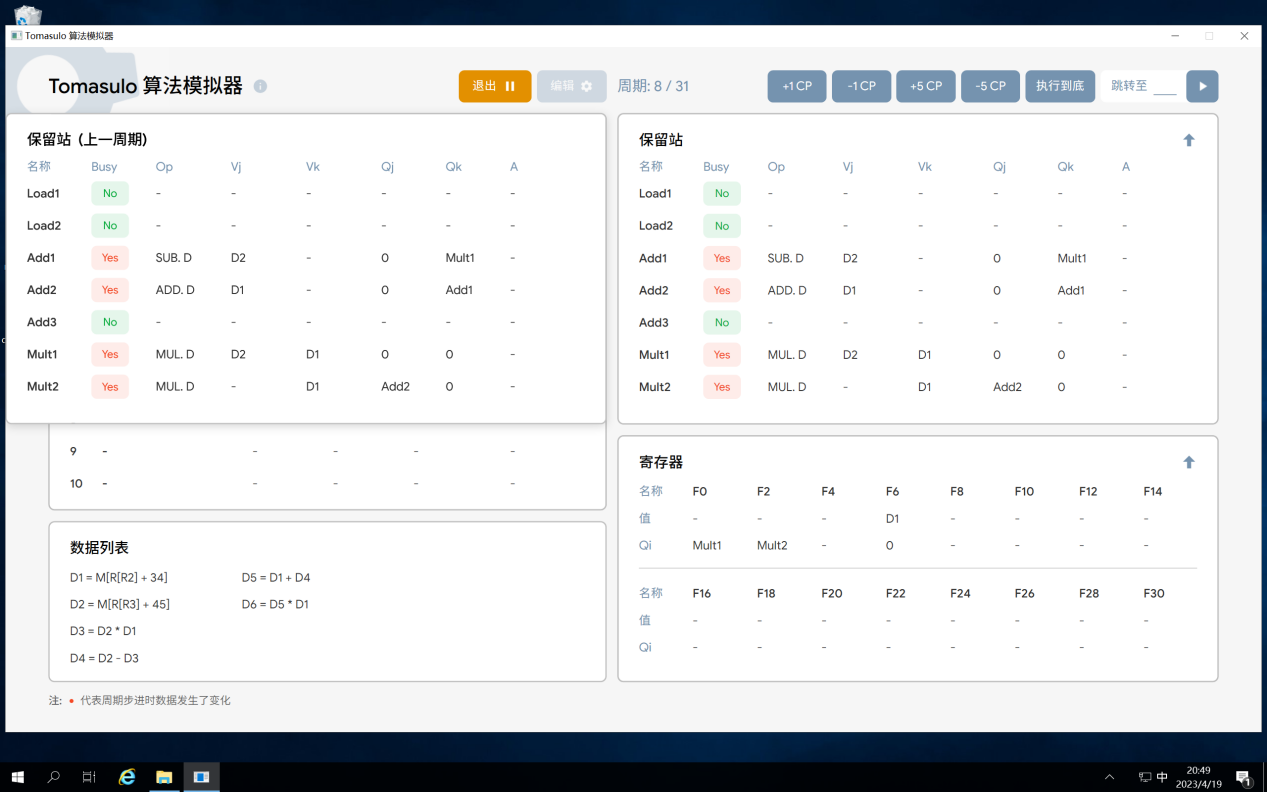 Tomasulo 算法模拟器
Tomasulo 算法模拟器
退出
编辑
周期: 8 / 31
+1 CP
-1 CP
+5 CP
-5 CP
执行到底
跳转至
保留站 (上一周期)
名称 Busy Op Vj Vk Qj Qk A
Load1 No - - - - - -
Load2 No - - - - - -
Add1 Yes SUB. D D2 - 0 Mult1 -
Add2 Yes ADD. D D1 - 0 Add1 -
Add3 No - - - - - -
Mult1 Yes MUL. D D2 D1 0 0 -
Mult2 Yes MUL. D - D1 Add2 0 -
9 - - - - -
10 - - - - -
数据列表
D1 = M[R[R2] + 34] D5 = D1 + D4
D2 = M[R[R3] + 45] D6 = D5 * D1
D3 = D2 * D1
D4 = D2 - D3
注: • 代表周期步进时数据发生了变化
保留站
名称 Busy Op Vj Vk Qj Qk A
Load1 No - - - - - -
Load2 No - - - - - -
Add1 Yes SUB. D D2 - 0 Mult1 -
Add2 Yes ADD. D D1 - 0 Add1 -
Add3 No - - - - - -
Mult1 Yes MUL. D D2 D1 0 0 -
Mult2 Yes MUL. D - D1 Add2 0 -
寄存器
名称 F0 F2 F4 F6 F8 F10 F12 F14
值 - - - D1 - - - -
Qi Mult1 Mult2 - 0 - - - -
名称 F16 F18 F20 F22 F24 F26 F28 F30
值 - - - - - - - -
Qi - - - - - - - -
中
20:49
2023/4/19
1